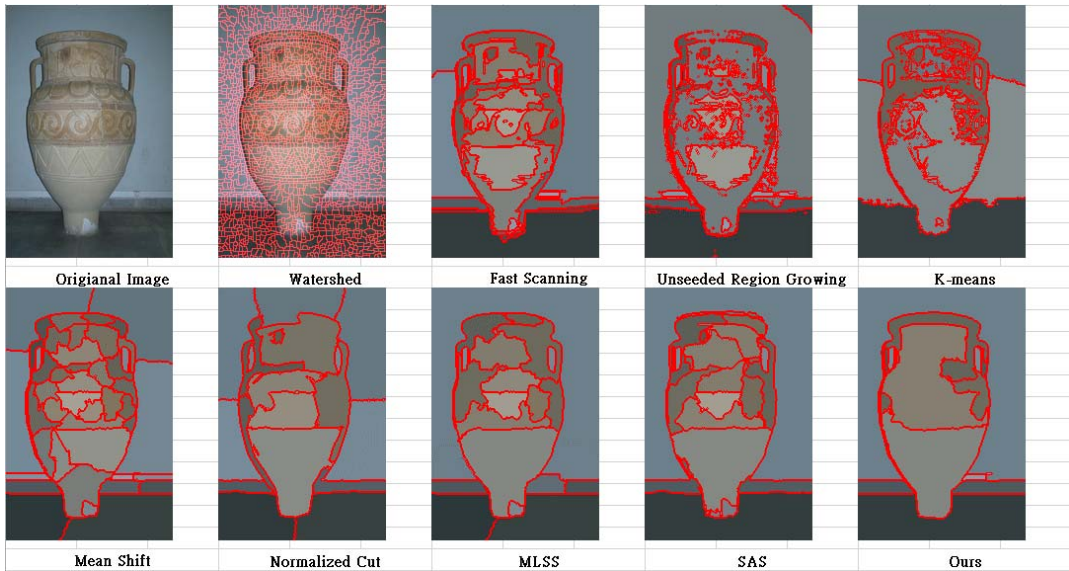 Origianal Image
Watershed
Fast Scanning
Unseeded Region Growing
K-means
Mean Shift
Normalized Cut
MLSS
SAS
Ours